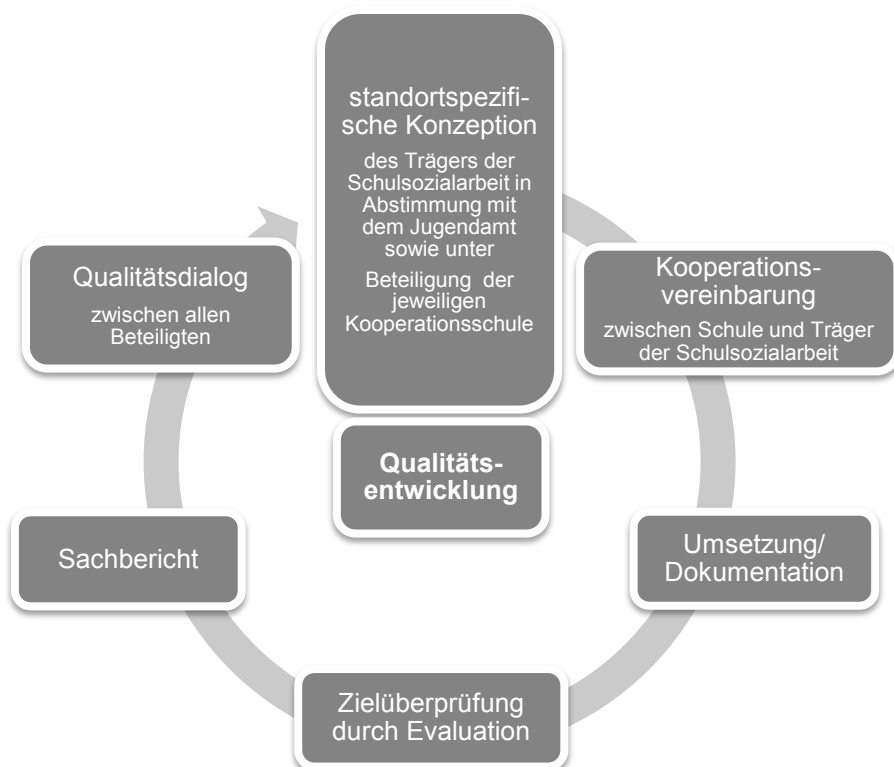 standortspezifi-
sche Konzeption
des Trägers der
Schulsozialarbeit in
Abstimmung mit
dem Jugendamt
sowie unter
Beteiligung der
jeweiligen
Kooperationsschule
Kooperations-
vereinbarung
zwischen Schule und Träger
der Schulsozialarbeit
Umsetzung/
Dokumentation
Zielüberprüfung
durch Evaluation
Sachbericht
Qualitätsdialog
zwischen allen
Beteiligten
Qualitäts-
entwicklung